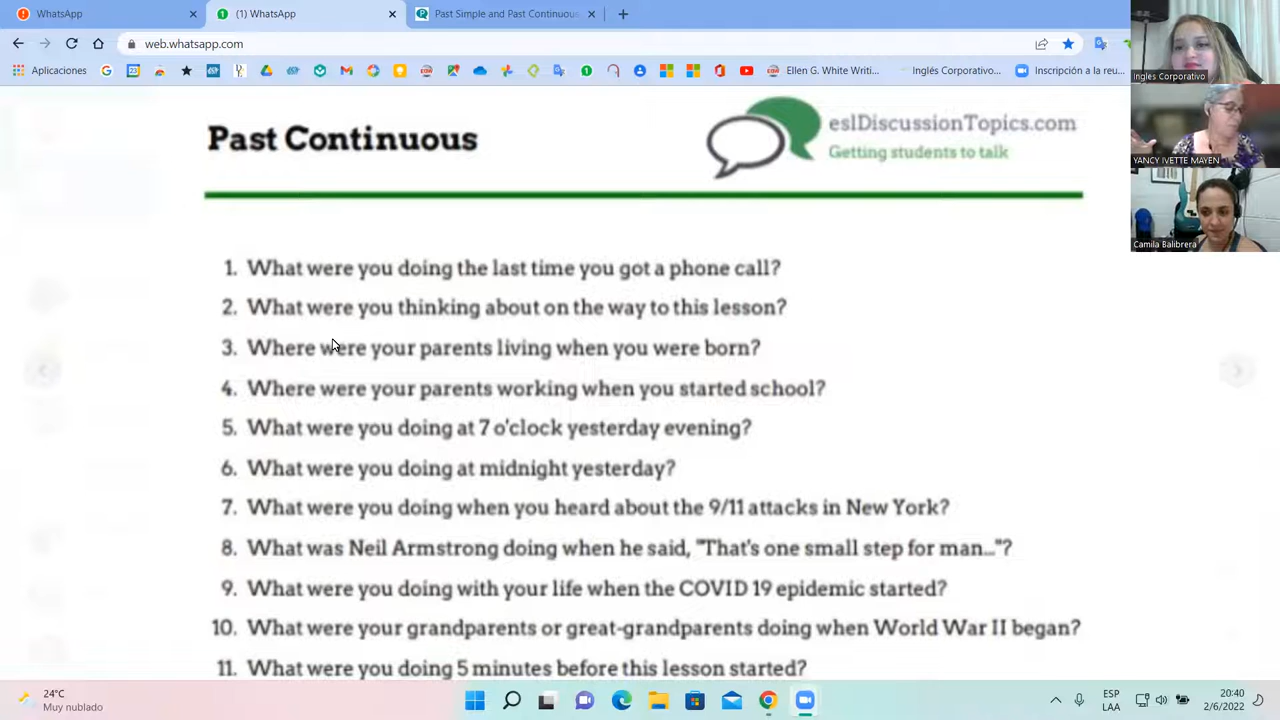 WhatsApp
(1) WhatsApp
Past Simple and Past Continuous
web.whatsapp.com
Aplicaciones
Ellen G. White Writi...
Inglés Corporativo...
Inscripción a la reu...
Ingles Corporativo
YANCY IVETTE MAYEN
Camila Balibrera
Past Continuous
eslDiscussionTopics.com
Getting students to talk
1. What were you doing the last time you got a phone call?
2. What were you thinking about on the way to this lesson?
3. Where were your parents living when you were born?
4. Where were your parents working when you started school?
5. What were you doing at 7 o'clock yesterday evening?
6. What were you doing at midnight yesterday?
7. What were you doing when you heard about the 9/11 attacks in New York?
8. What was Neil Armstrong doing when he said, "That's one small step for man..."?
9. What were you doing with your life when the COVID 19 epidemic started?
10. What were your grandparents or great-grandparents doing when World War II began?
11. What were you doing 5 minutes before this lesson started?
24°C
Muy nublado
ESP
LAA
20:40
2/6/2022